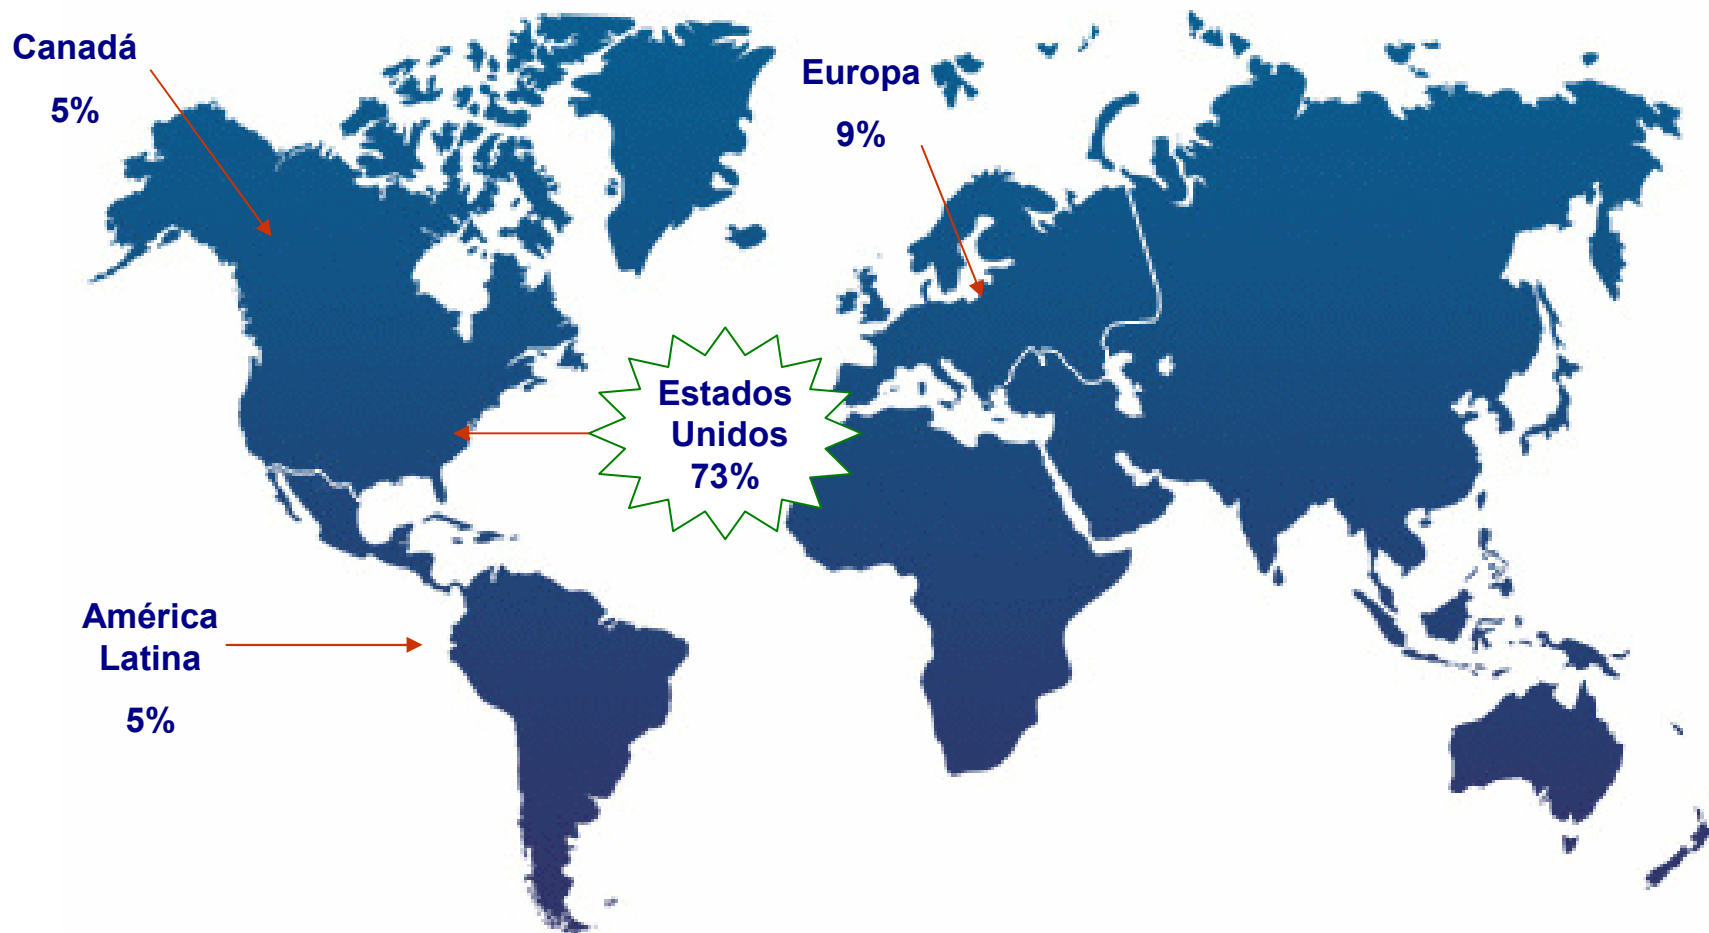 Canadá
5%
Europa
9%
Estados
Unidos
73%
América
Latina
5%